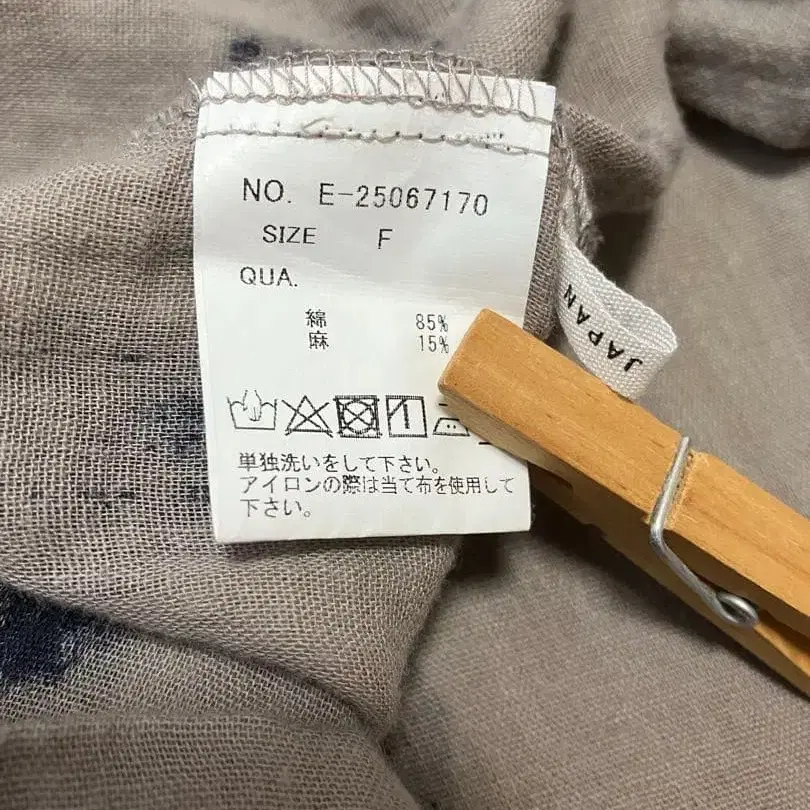 NO. E-25067170
SIZE F
QUA.
綿 85%
麻 15%
単独洗いをして下さい。
アイロンの際は当て布を使用して
下さい。
JAPAN